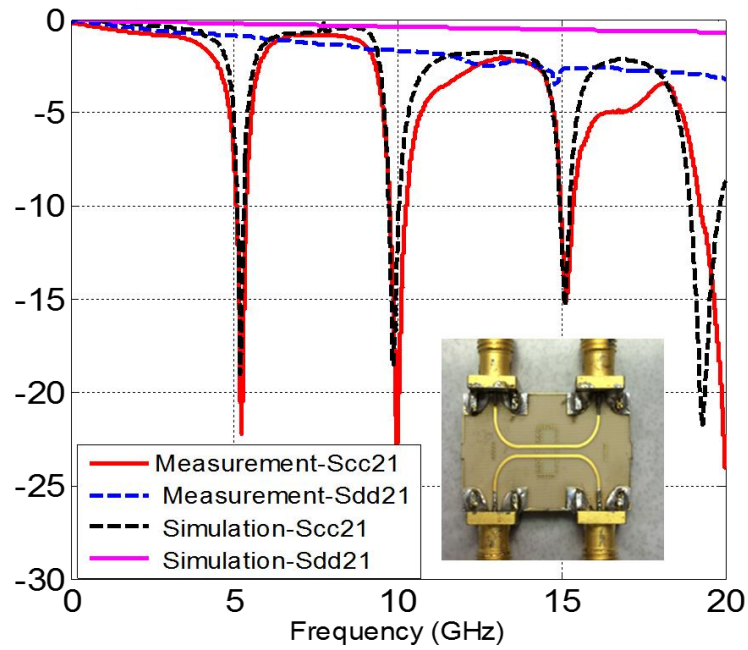 0
-5
-10
-15
-20
-25
-30
Measurement-Scc21
Measurement-Sdd21
Simulation-Scc21
Simulation-Sdd21
0 5 10 15 20
Frequency (GHz)